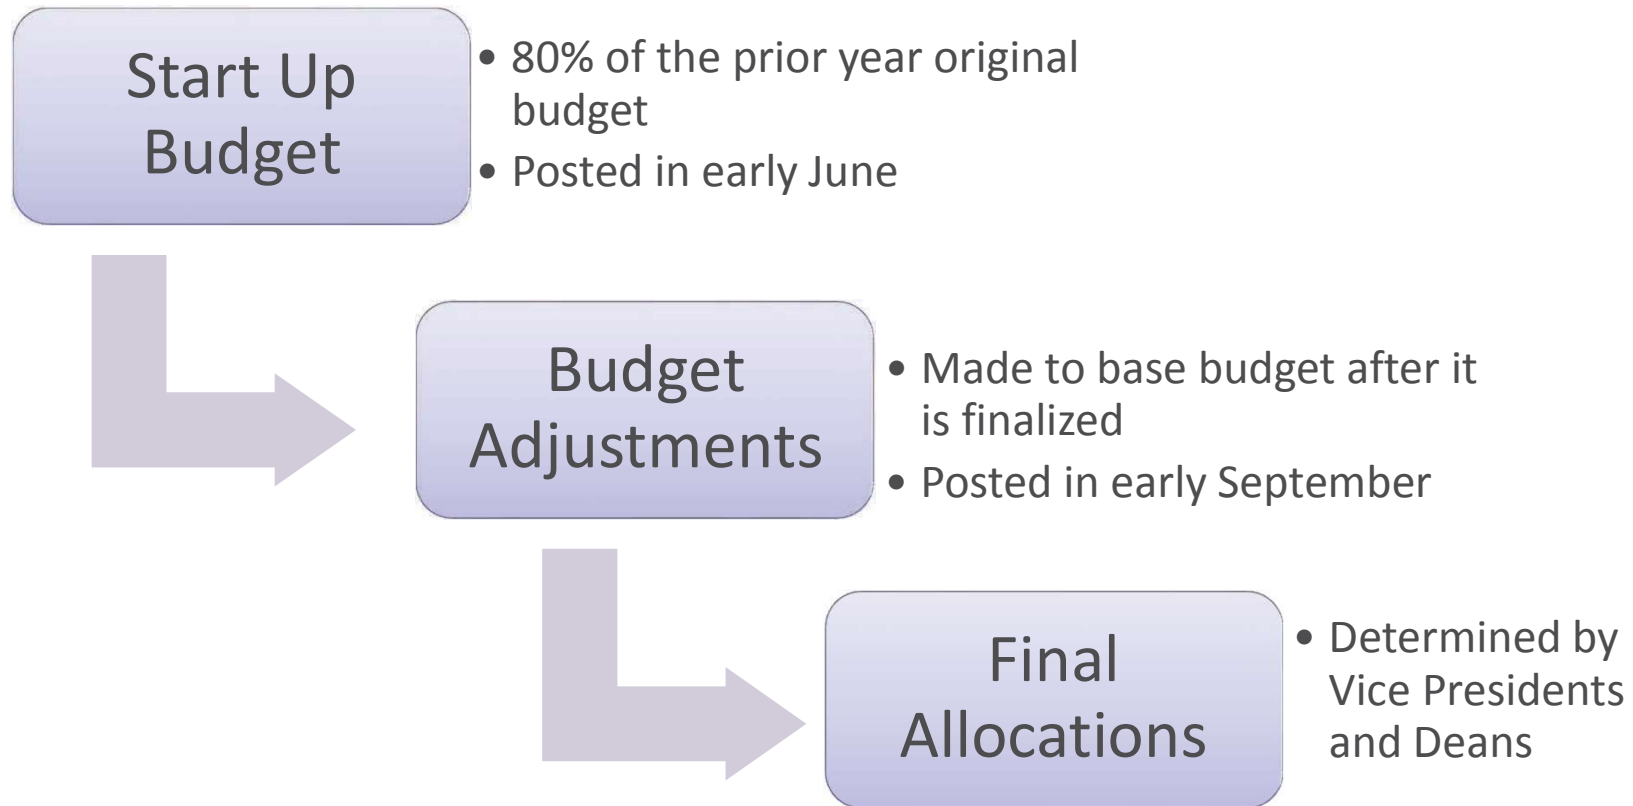 Start Up
Budget
• 80% of the prior year original
budget
• Posted in early June
Budget
Adjustments
• Made to base budget after it
is finalized
• Posted in early September
Final
Allocations
• Determined by
Vice Presidents
and Deans